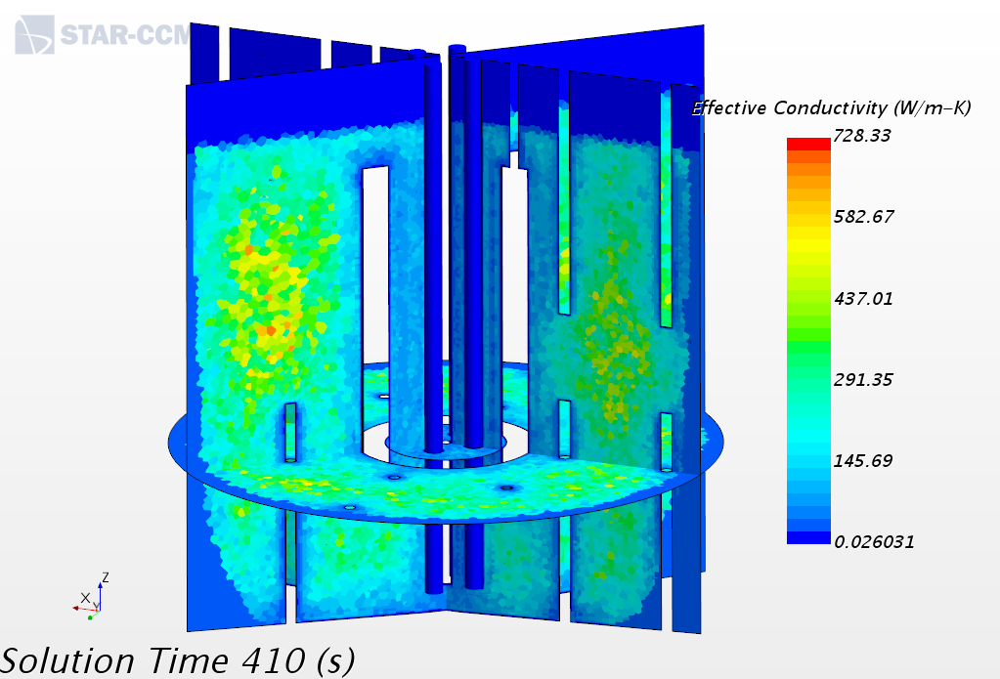 STAR-CCM
Effective Conductivity (W/m-K)
728.33
582.67
437.01
291.35
145.69
0.026031
Z
X
Y
Solution Time 410 (s)